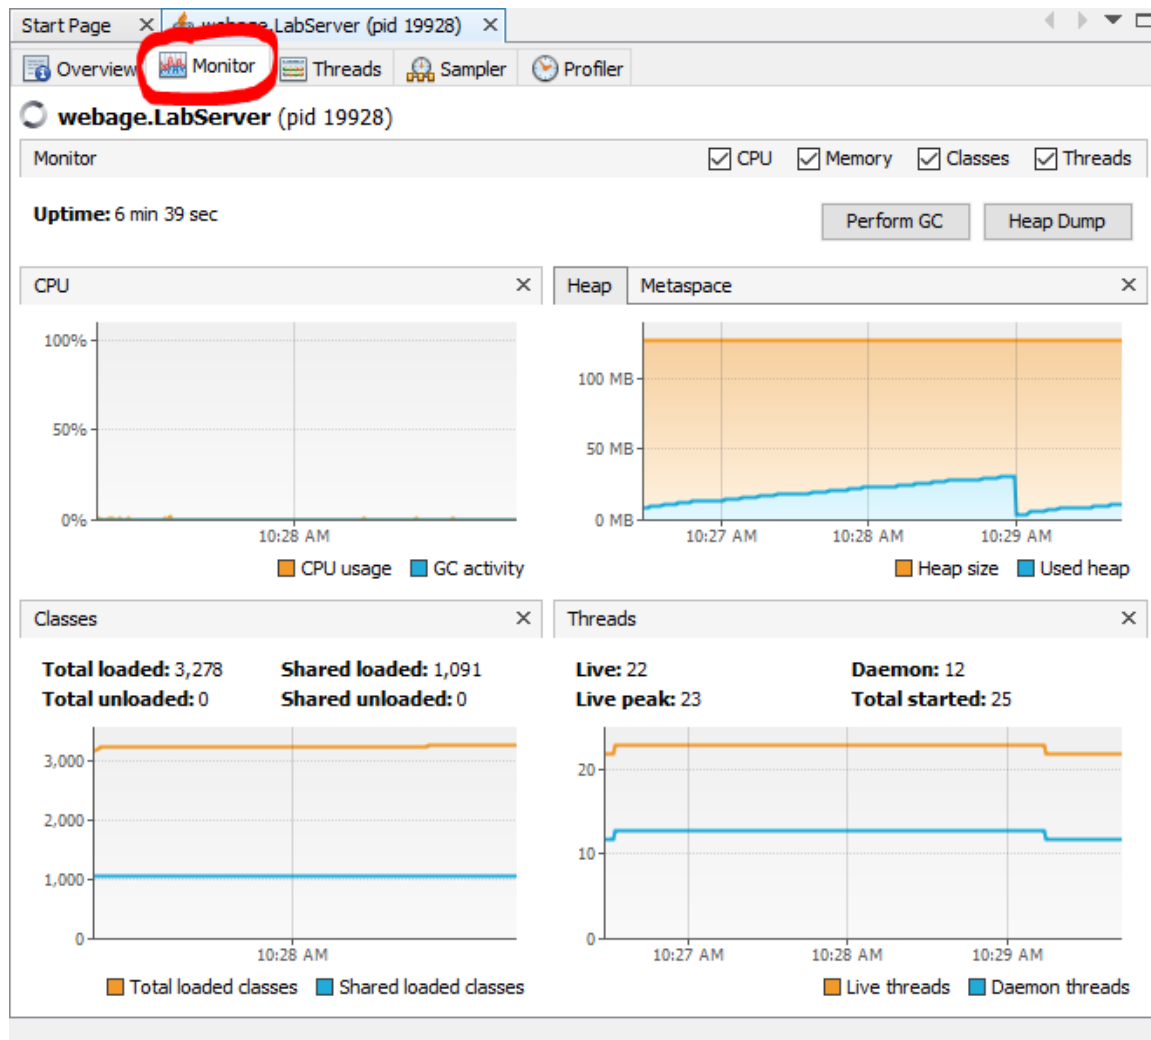 Start Page
webage.LabServer (pid 19928)
Overview Monitor Threads Sampler Profiler
webage.LabServer (pid 19928)
Monitor CPU Memory Classes Threads
Uptime: 6 min 39 sec
Perform GC Heap Dump
CPU
100%
50%
0%
10:28 AM
CPU usage GC activity
Heap Metaspace
100 MB
50 MB
0 MB
10:27 AM 10:28 AM 10:29 AM
Heap size Used heap
Classes
Total loaded: 3,278 Shared loaded: 1,091
Total unloaded: 0 Shared unloaded: 0
3,000
2,000
1,000
0
10:28 AM
Total loaded classes Shared loaded classes
Threads
Live: 22 Daemon: 12
Live peak: 23 Total started: 25
20
10
0
10:27 AM 10:28 AM 10:29 AM
Live threads Daemon threads